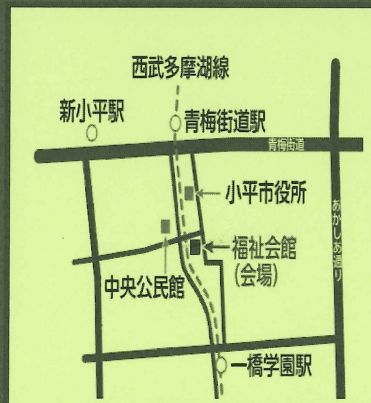 西武多摩湖線
新小平駅
青梅街道駅
青梅街道
小平市役所
あかしあ通り
福祉会館
(会場)
中央公民館
一橋学園駅